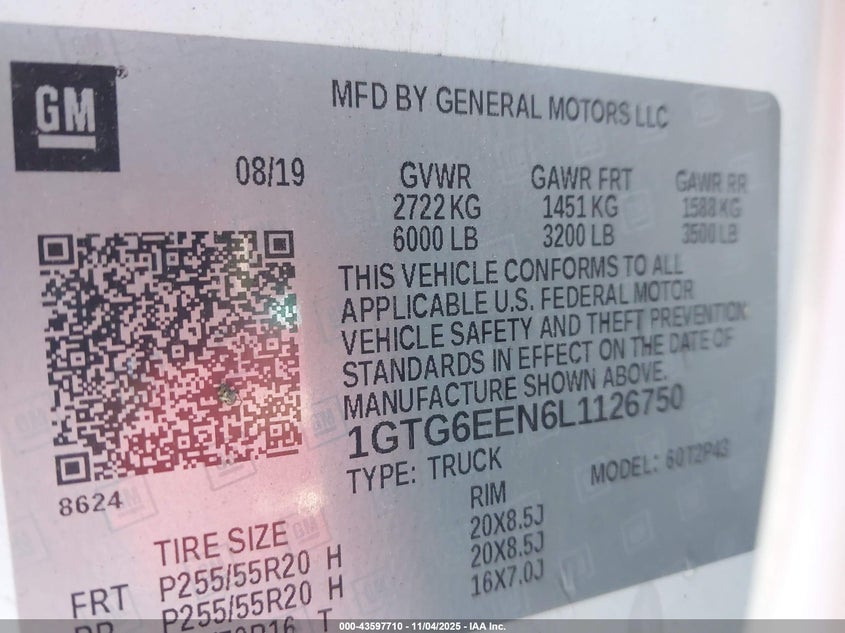 GM
MFD BY GENERAL MOTORS LLC
08/19 GVWR GAWR FRT GAWR RR
2722 KG 1451 KG 1588 KG
6000 LB 3200 LB 3500 LB
THIS VEHICLE CONFORMS TO ALL
APPLICABLE U.S. FEDERAL MOTOR
VEHICLE SAFETY AND THEFT PREVENTION
STANDARDS IN EFFECT ON THE DATE OF
MANUFACTURE SHOWN ABOVE.
1GTG6EEN6L1126750
TYPE: TRUCK MODEL: 6OT2P43
8624
TIRE SIZE RIM
FRT P255/55R20 H 20X8.5J
RR P255/55R20 H 20X8.5J
T 16X7.0J
000-43597710 - 11/04/2025 - IAA Inc.